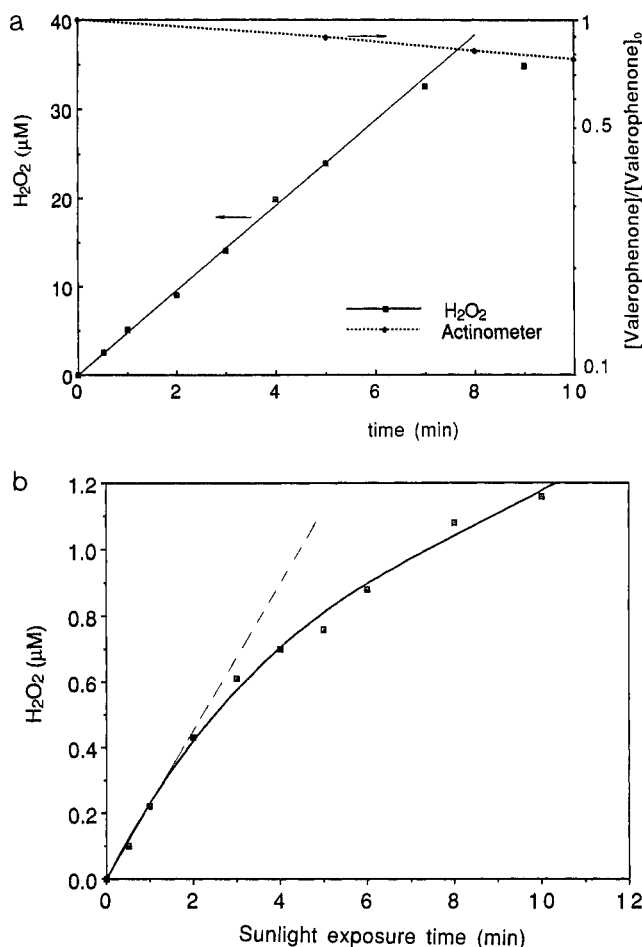 a
40
30
20
10
0
H₂O₂ (µM)
1
0.5
0.1
[Valerophenone]/[Valerophenone]₀
H₂O₂
Actinometer
0 2 4 6 8 10
time (min)
b
1.2
1.0
0.8
0.6
0.4
0.2
0.0
H₂O₂ (µM)
0 2 4 6 8 10 12
Sunlight exposure time (min)